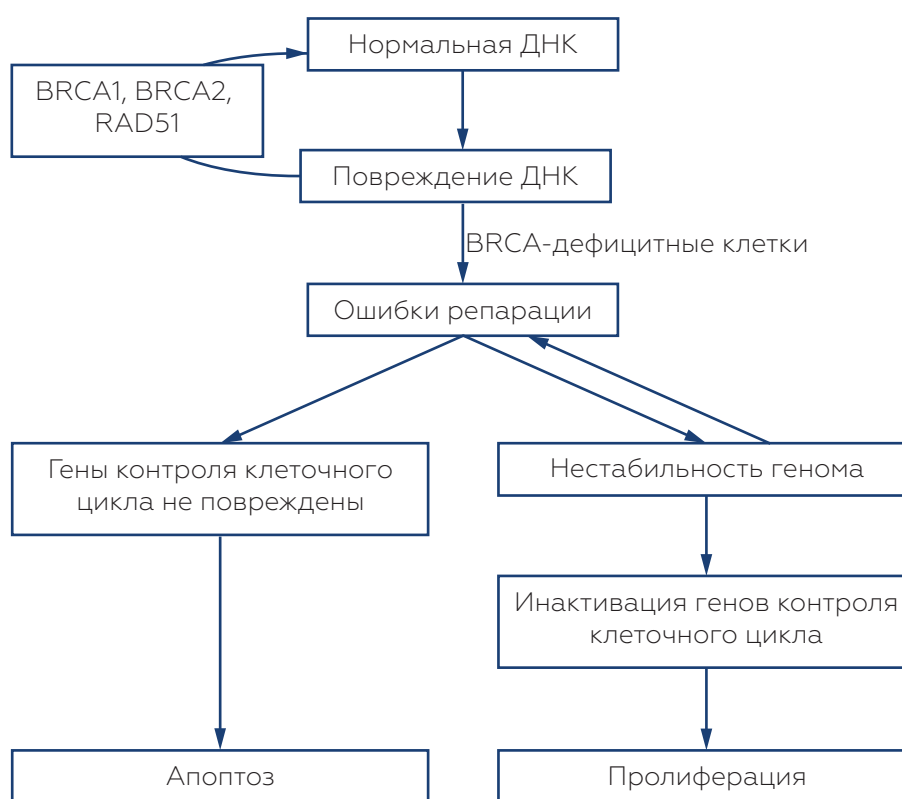 Нормальная ДНК
BRCA1, BRCA2,
RAD51
Повреждение ДНК
BRCA-дефицитные клетки
Ошибки репарации
Гены контроля клеточного
цикла не повреждены
Нестабильность генома
Инактивация генов контроля
клеточного цикла
Апоптоз
Пролиферация